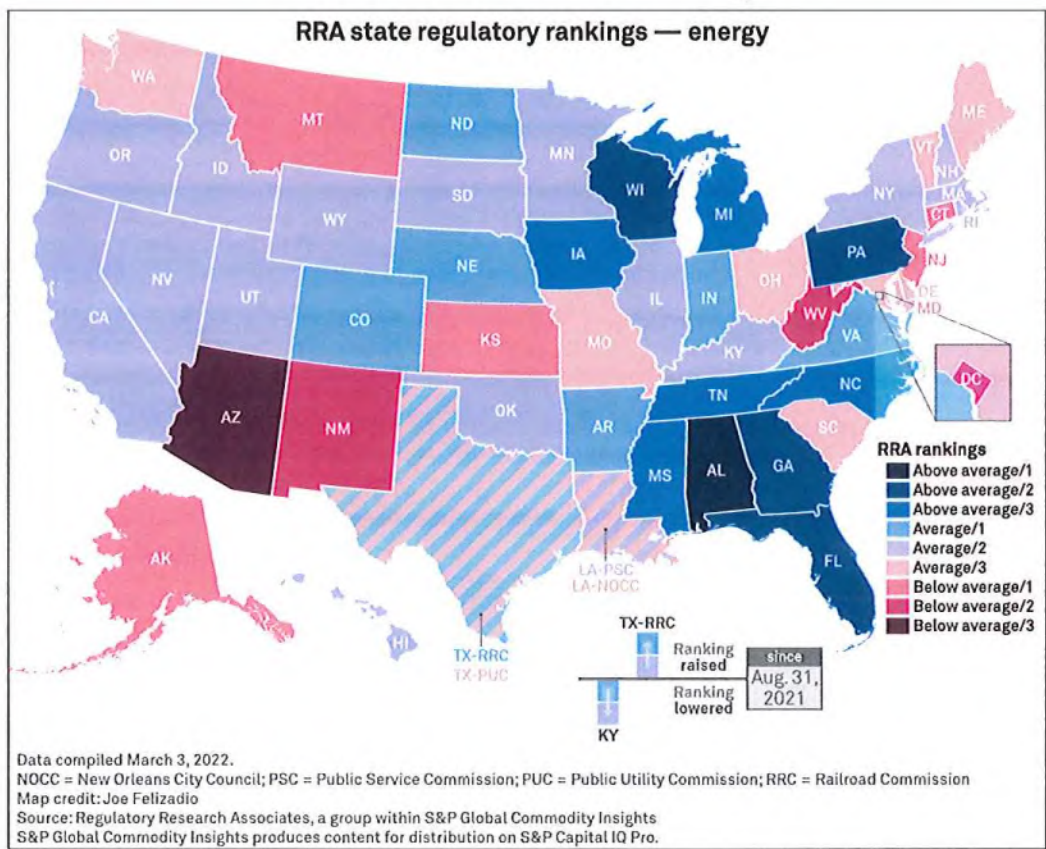 RRA state regulatory rankings — energy
WA
MT
ND
MN
ME
VT
NH
OR
ID
SD
WI
MI
NY
MA
CT
RI
WY
NE
IA
PA
NJ
NV
UT
CO
IL
IN
OH
DE
MD
CA
KS
MO
WV
VA
KY
DC
AZ
NM
OK
AR
TN
NC
SC
MS
AL
GA
AK
LA-PSC
LA-NOCC
FL
HI
TX-RRC
TX-PUC
RRA rankings
Above average/1
Above average/2
Above average/3
Average/1
Average/2
Average/3
Below average/1
Below average/2
Below average/3
TX-RRC
Ranking
raised
since
Aug. 31,
2021
Ranking
lowered
KY
Data compiled March 3, 2022.
NOCC = New Orleans City Council; PSC = Public Service Commission; PUC = Public Utility Commission; RRC = Railroad Commission
Map credit: Joe Felizadio
Source: Regulatory Research Associates, a group within S&P Global Commodity Insights
S&P Global Commodity Insights produces content for distribution on S&P Capital IQ Pro.